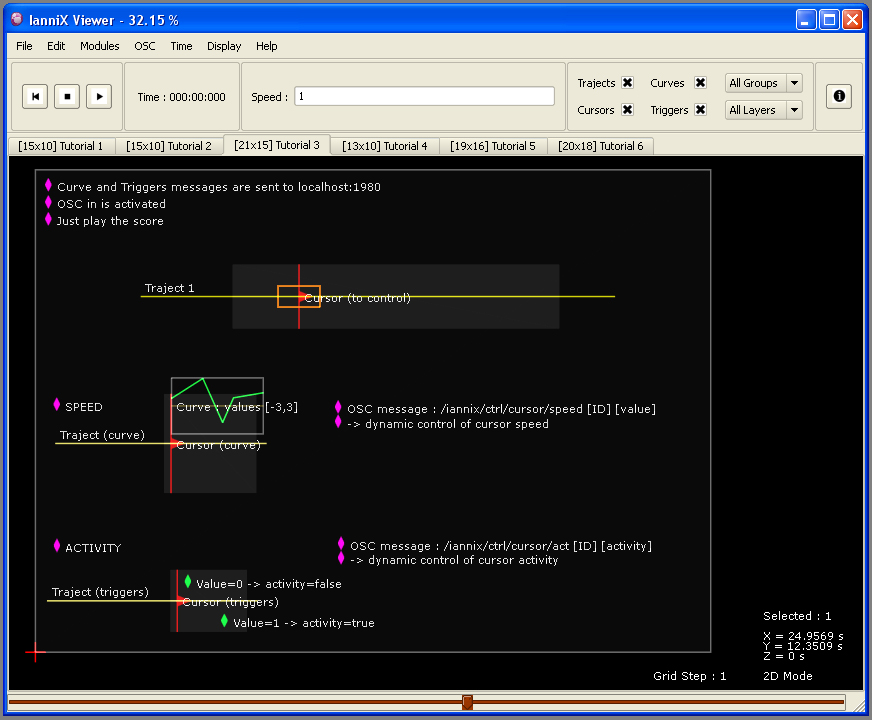 IanniX Viewer - 32.15 %
File Edit Modules OSC Time Display Help
Time : 000:00:000
Speed : 1
Trajects Curves All Groups
Cursors Triggers All Layers
[15x10] Tutorial 1 [15x10] Tutorial 2 [21x15] Tutorial 3 [13x10] Tutorial 4 [19x16] Tutorial 5 [20x18] Tutorial 6
Curve and Triggers messages are sent to localhost:1980
OSC in is activated
Just play the score
Traject 1
Cursor (to control)
SPEED
Curve : values [-3,3]
OSC message : /iannix/ctrl/cursor/speed [ID] [value]
-> dynamic control of cursor speed
Traject (curve)
Cursor (curve)
ACTIVITY
OSC message : /iannix/ctrl/cursor/act [ID] [activity]
-> dynamic control of cursor activity
Value=0 -> activity=false
Traject (triggers)
Cursor (triggers)
Value=1 -> activity=true
Selected : 1
X = 24.9569 s
Y = 12.3509 s
Z = 0 s
Grid Step : 1 2D Mode